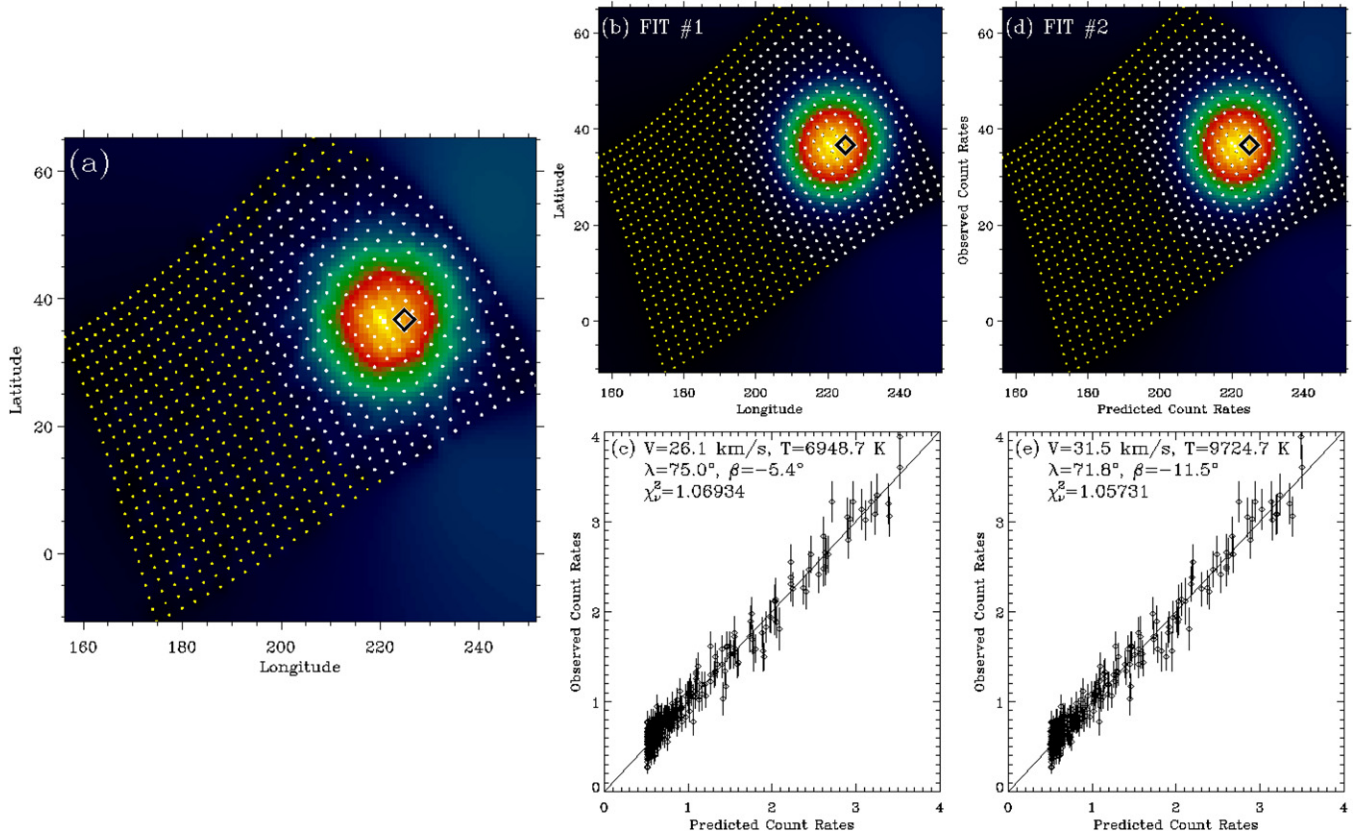 (a)
60
40
20
0
Latitude
160 180 200 220 240
Longitude
(b) FIT #1
60
40
20
0
Latitude
160 180 200 220 240
Longitude
(d) FIT #2
60
40
20
0
Observed Count Rates
160 180 200 220 240
Predicted Count Rates
(c) V=26.1 km/s, T=6948.7 K
λ=75.0°, β=−5.4°
χ²ᵥ=1.06934
4
3
2
1
0
Observed Count Rates
0 1 2 3 4
Predicted Count Rates
(e) V=31.5 km/s, T=9724.7 K
λ=71.8°, β=−11.5°
χ²ᵥ=1.05731
4
3
2
1
0
Observed Count Rates
0 1 2 3 4
Predicted Count Rates